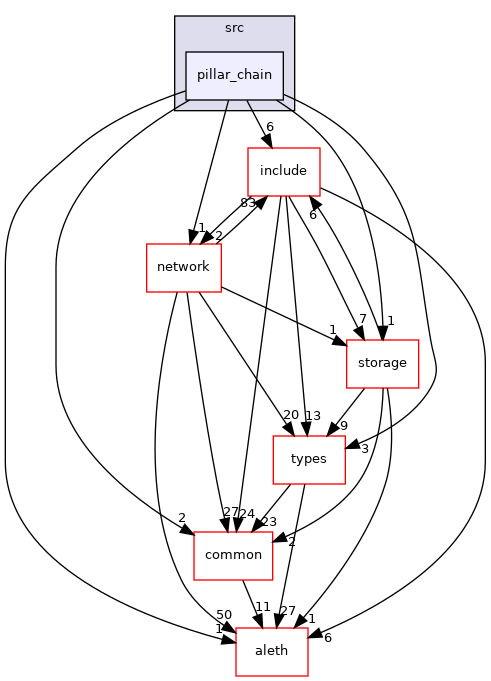 src
pillar_chain
6
include
83
1
2
6
network
7
1
1
storage
20
13
9
3
types
2
27
24
23
2
common
50
11
27
1
1
6
aleth